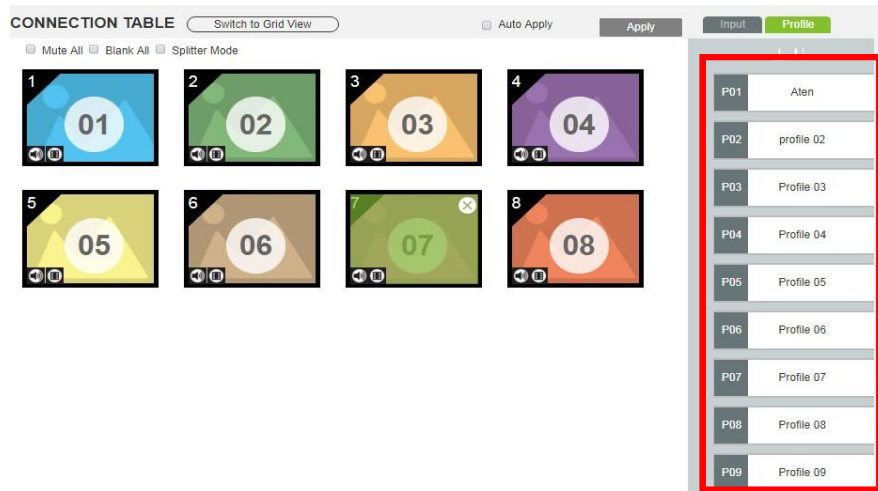 CONNECTION TABLE Switch to Grid View Auto Apply Apply Input Profile
Mute All Blank All Splitter Mode
1 2 3 4
01 02 03 04
5 6 7 8
05 06 07 08
P01 Aten
P02 profile 02
P03 Profile 03
P04 Profile 04
P05 Profile 05
P06 Profile 06
P07 Profile 07
P08 Profile 08
P09 Profile 09